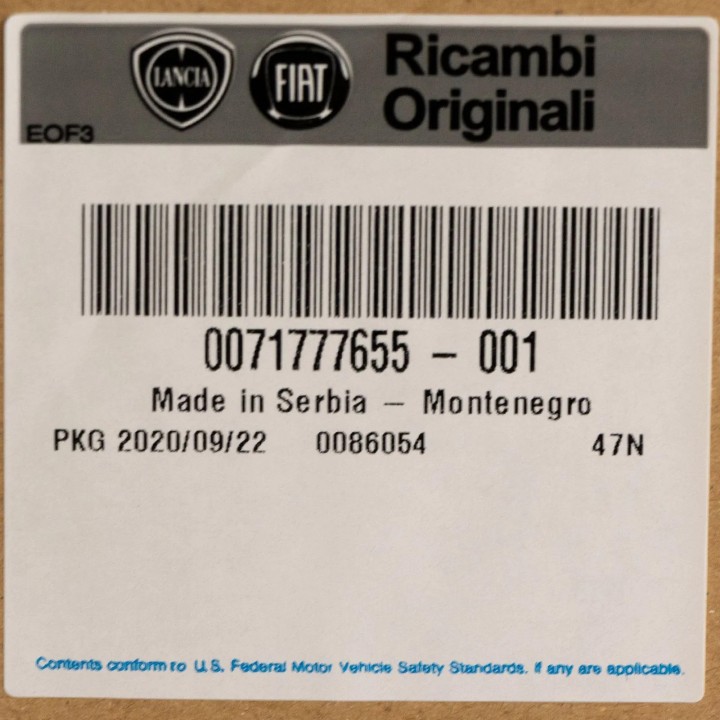 LANCIA
FIAT
Ricambi
Originali
EOF3
0071777655 – 001
Made in Serbia – Montenegro
PKG 2020/09/22 0086054 47N
Contents conform to U.S. Federal Motor Vehicle Safety Standards. If any are applicable.